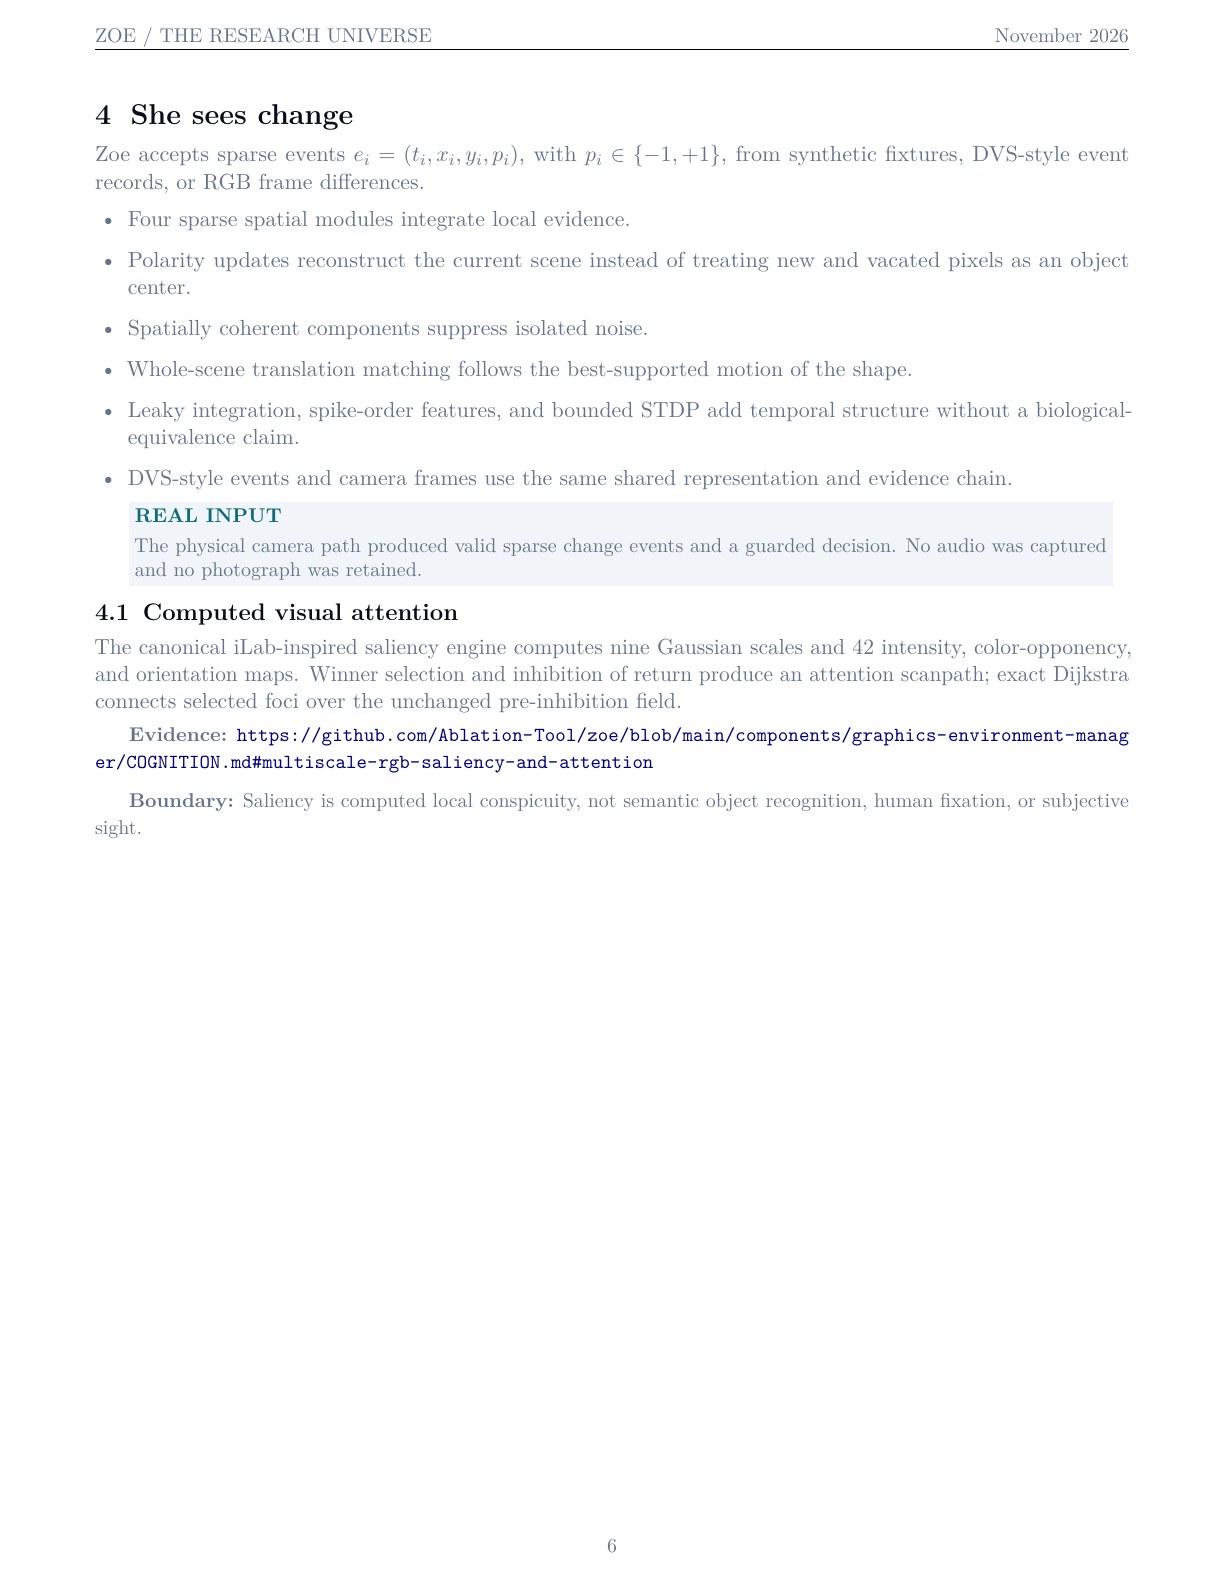 ZOE / THE RESEARCH UNIVERSE November 2026
4 She sees change
Zoe accepts sparse events eᵢ = (tᵢ, xᵢ, yᵢ, pᵢ), with pᵢ ∈ {−1, +1}, from synthetic fixtures, DVS-style event
records, or RGB frame differences.
• Four sparse spatial modules integrate local evidence.
• Polarity updates reconstruct the current scene instead of treating new and vacated pixels as an object
center.
• Spatially coherent components suppress isolated noise.
• Whole-scene translation matching follows the best-supported motion of the shape.
• Leaky integration, spike-order features, and bounded STDP add temporal structure without a biological-
equivalence claim.
• DVS-style events and camera frames use the same shared representation and evidence chain.
REAL INPUT
The physical camera path produced valid sparse change events and a guarded decision. No audio was captured
and no photograph was retained.
4.1 Computed visual attention
The canonical iLab-inspired saliency engine computes nine Gaussian scales and 42 intensity, color-opponency,
and orientation maps. Winner selection and inhibition of return produce an attention scanpath; exact Dijkstra
connects selected foci over the unchanged pre-inhibition field.
Evidence: https://github.com/Ablation-Tool/zoe/blob/main/components/graphics-environment-manag
er/COGNITION.md#multiscale-rgb-saliency-and-attention
Boundary: Saliency is computed local conspicuity, not semantic object recognition, human fixation, or subjective
sight.
6